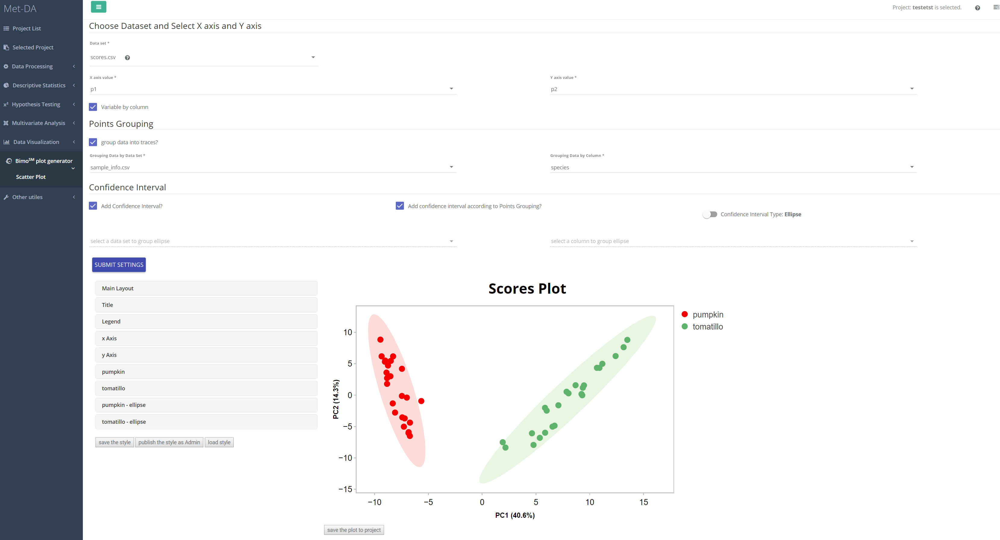 Met-DA
Project List
Selected Project
Data Processing
Descriptive Statistics
x² Hypothesis Testing
Multivariate Analysis
Data Visualization
Bimo℠ plot generator
Scatter Plot
Other utiles
Project: testetst is selected.
Choose Dataset and Select X axis and Y axis
Data set *
scores.csv
X axis value *
Y axis value *
p1
p2
Variable by column
Points Grouping
group data into traces?
Grouping Data by Data Set *
Grouping Data by Column *
sample_info.csv
species
Confidence Interval
Add Confidence Interval?
Add confidence interval according to Points Grouping?
Confidence Interval Type: Ellipse
select a data set to group ellipse
select a column to group ellipse
SUBMIT SETTINGS
Main Layout
Title
Legend
x Axis
y Axis
pumpkin
tomatillo
pumpkin - ellipse
tomatillo - ellipse
save the style
publish the style as Admin
load style
Scores Plot
pumpkin
tomatillo
PC2 (14.3%)
10
5
0
−5
−10
−15
−10
−5
0
5
10
15
PC1 (40.6%)
save the plot to project